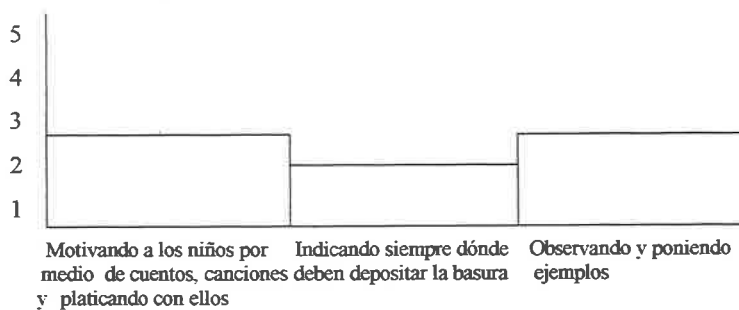 5
4
3
2
1
Motivando a los niños por
medio de cuentos, canciones
y platicando con ellos
Indicando siempre dónde
deben depositar la basura
Observando y poniendo
ejemplos